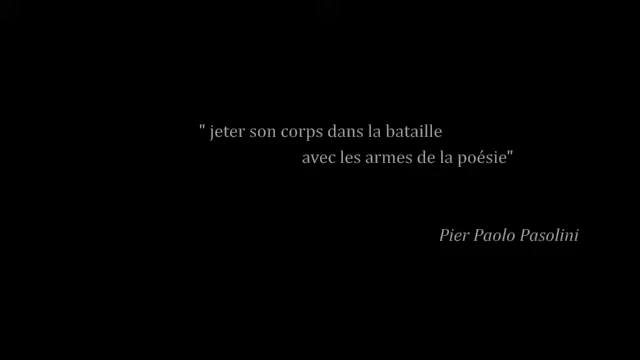 " jeter son corps dans la bataille
avec les armes de la poésie"
Pier Paolo Pasolini